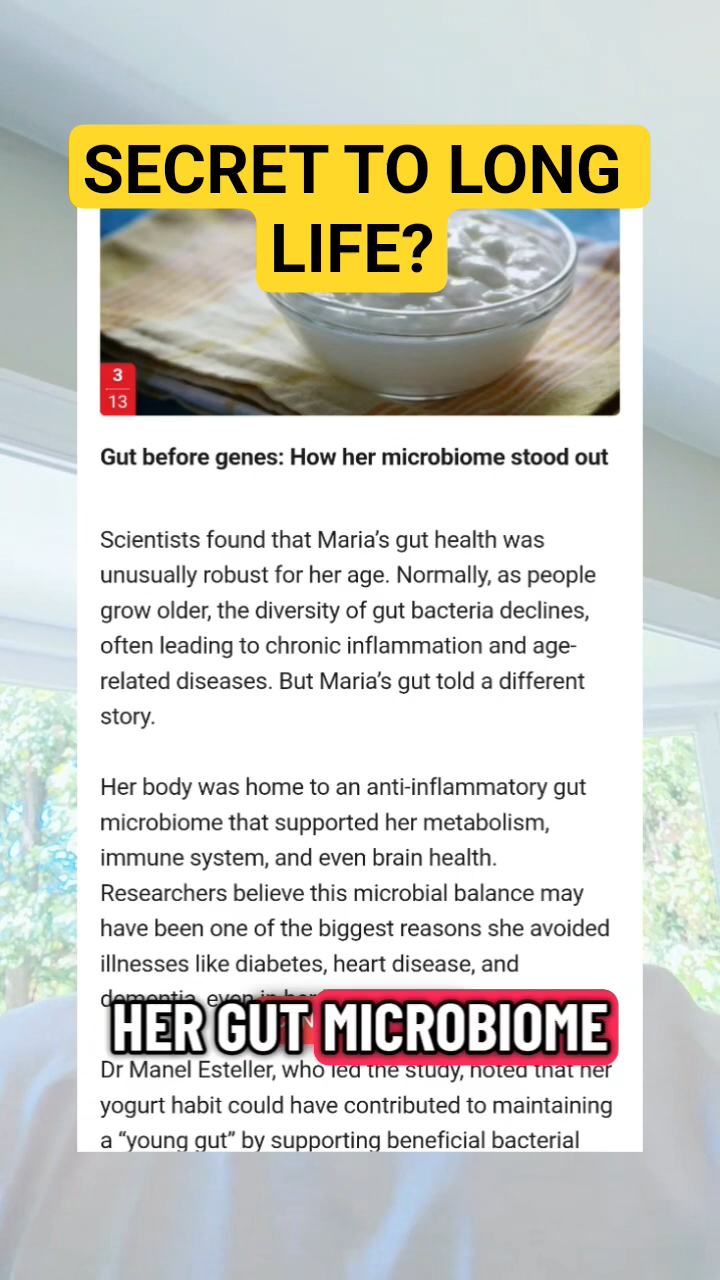 SECRET TO LONG
LIFE?
3
13
Gut before genes: How her microbiome stood out
Scientists found that Maria's gut health was
unusually robust for her age. Normally, as people
grow older, the diversity of gut bacteria declines,
often leading to chronic inflammation and age-
related diseases. But Maria's gut told a different
story.
Her body was home to an anti-inflammatory gut
microbiome that supported her metabolism,
immune system, and even brain health.
Researchers believe this microbial balance may
have been one of the biggest reasons she avoided
illnesses like diabetes, heart disease, and
dementia, even in her
HER GUT MICROBIOME
Dr Manel Esteller, who led the study, noted that her
yogurt habit could have contributed to maintaining
a “young gut” by supporting beneficial bacterial